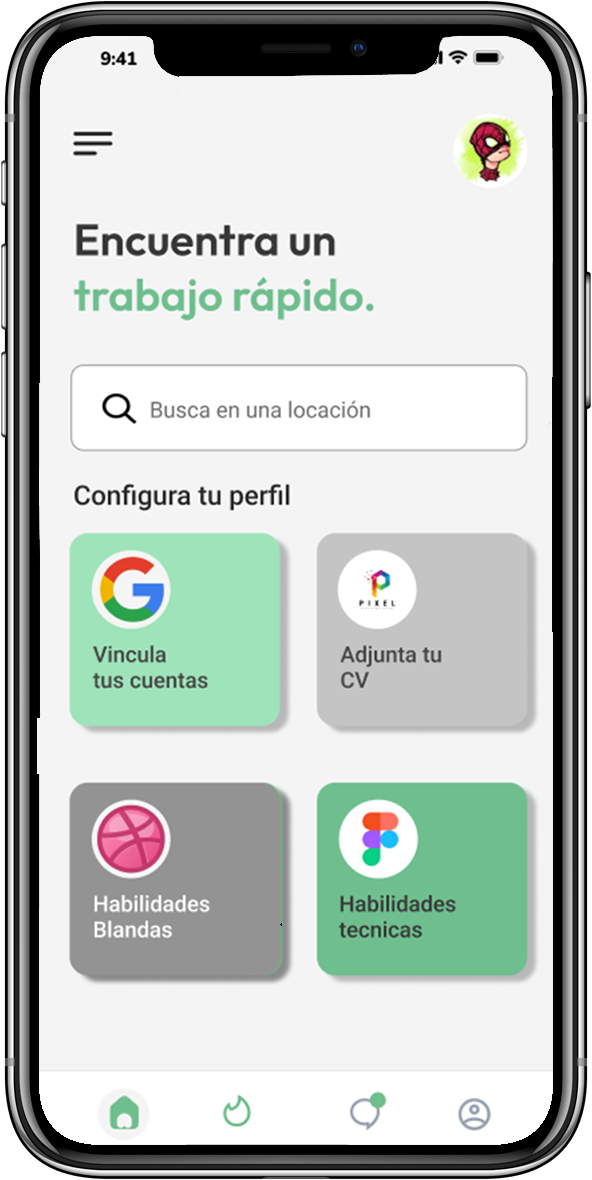 9:41
Encuentra un
trabajo rápido.
Busca en una locación
Configura tu perfil
Vincula
tus cuentas
PIXEL
Adjunta tu
CV
Habilidades
Blandas
Habilidades
tecnicas